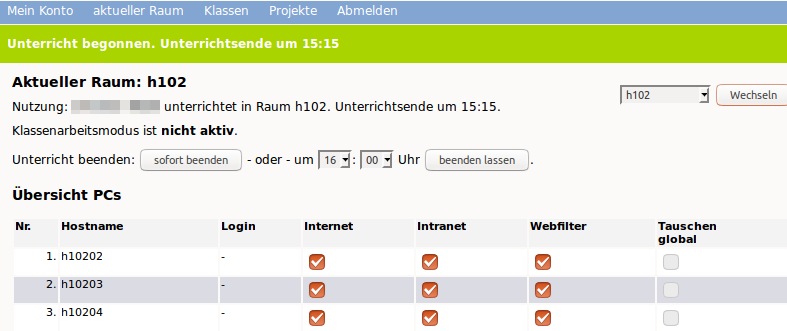 Mein Konto aktueller Raum Klassen Projekte Abmelden
Unterricht begonnen. Unterrichtsende um 15:15
Aktueller Raum: h102
h102 Wechseln
Nutzung: unterrichtet in Raum h102. Unterrichtsende um 15:15.
Klassenarbeitsmodus ist nicht aktiv.
Unterricht beenden: sofort beenden - oder - um 16 : 00 Uhr beenden lassen .
Übersicht PCs
Nr. Hostname Login Internet Intranet Webfilter Tauschen
global
1. h10202 -
2. h10203 -
3. h10204 -